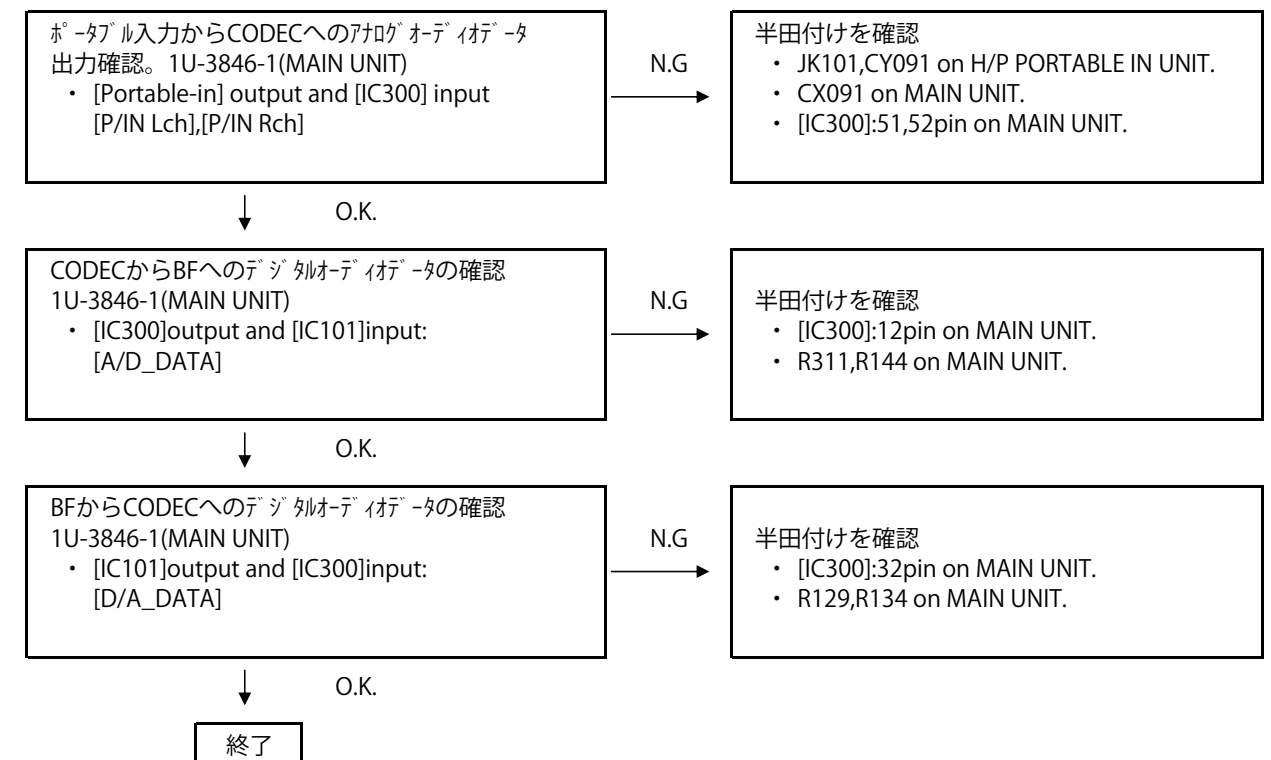 ﾎﾟｰﾀﾌﾞﾙ入力からCODECへのｱﾅﾛｸﾞｵｰﾃﾞｨｵﾃﾞｰﾀ
出力確認。1U-3846-1(MAIN UNIT)
・ [Portable-in] output and [IC300] input
[P/IN Lch],[P/IN Rch]
N.G
半田付けを確認
・ JK101,CY091 on H/P PORTABLE IN UNIT.
・ CX091 on MAIN UNIT.
・ [IC300]:51,52pin on MAIN UNIT.
O.K.
CODECからBFへのﾃﾞｼﾞﾀﾙｵｰﾃﾞｨｵﾃﾞｰﾀの確認
1U-3846-1(MAIN UNIT)
・ [IC300]output and [IC101]input:
[A/D_DATA]
N.G
半田付けを確認
・ [IC300]:12pin on MAIN UNIT.
・ R311,R144 on MAIN UNIT.
O.K.
BFからCODECへのﾃﾞｼﾞﾀﾙｵｰﾃﾞｨｵﾃﾞｰﾀの確認
1U-3846-1(MAIN UNIT)
・ [IC101]output and [IC300]input:
[D/A_DATA]
N.G
半田付けを確認
・ [IC300]:32pin on MAIN UNIT.
・ R129,R134 on MAIN UNIT.
O.K.
終了